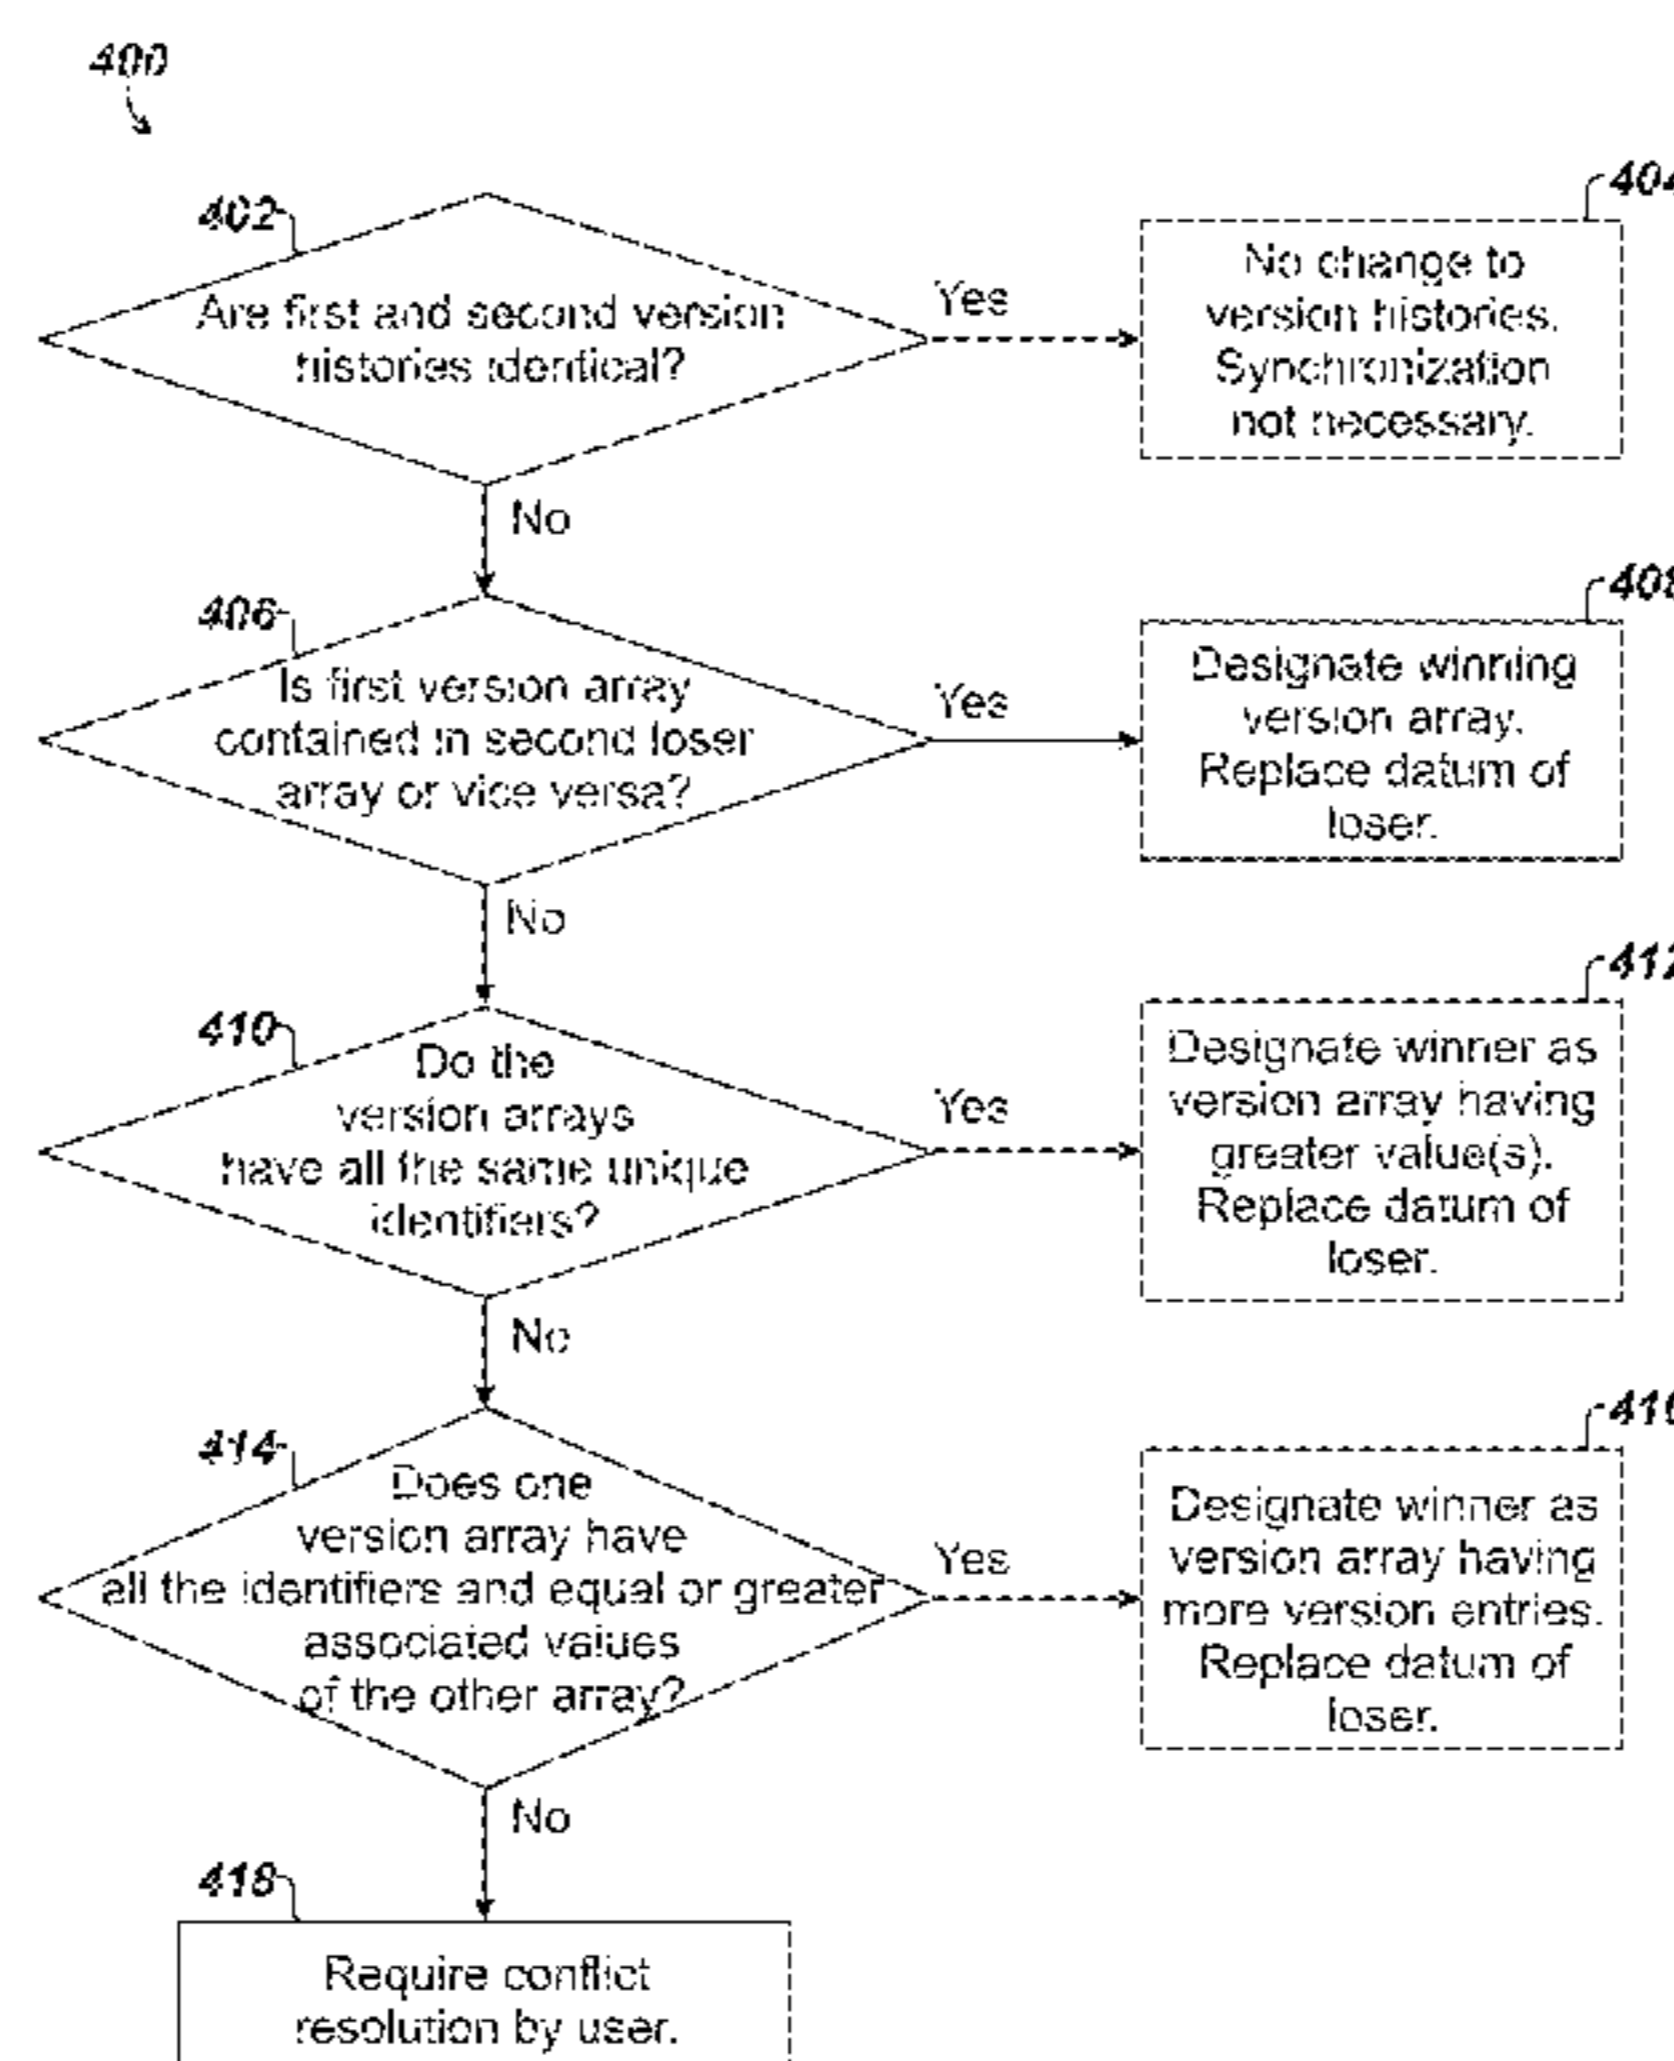 400
402
Are first and second version
histories identical?
Yes
404
No change to
version histories.
Synchronization
not necessary.
No
406
Is first version array
contained in second loser
array or vice versa?
Yes
408
Designate winning
version array.
Replace datum of
loser.
No
410
Do the
version arrays
have all the same unique
identifiers?
Yes
412
Designate winner as
version array having
greater value(s).
Replace datum of
loser.
No
414
Does one
version array have
all the identifiers and equal or greater
associated values
of the other array?
Yes
416
Designate winner as
version array having
more version entries.
Replace datum of
loser.
No
418
Require conflict
resolution by user.